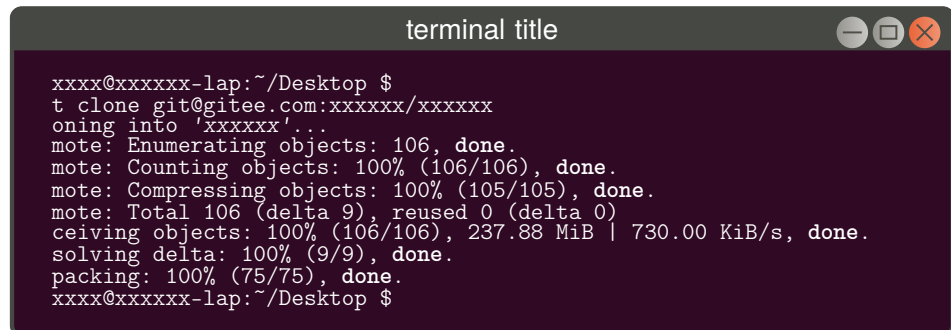 terminal title
xxxx@xxxxxx-lap:~/Desktop $
t clone git@gitee.com:xxxxxx/xxxxxx
oning into 'xxxxxx'...
mote: Enumerating objects: 106, done.
mote: Counting objects: 100% (106/106), done.
mote: Compressing objects: 100% (105/105), done.
mote: Total 106 (delta 9), reused 0 (delta 0)
ceiving objects: 100% (106/106), 237.88 MiB | 730.00 KiB/s, done.
solving delta: 100% (9/9), done.
packing: 100% (75/75), done.
xxxx@xxxxxx-lap:~/Desktop $